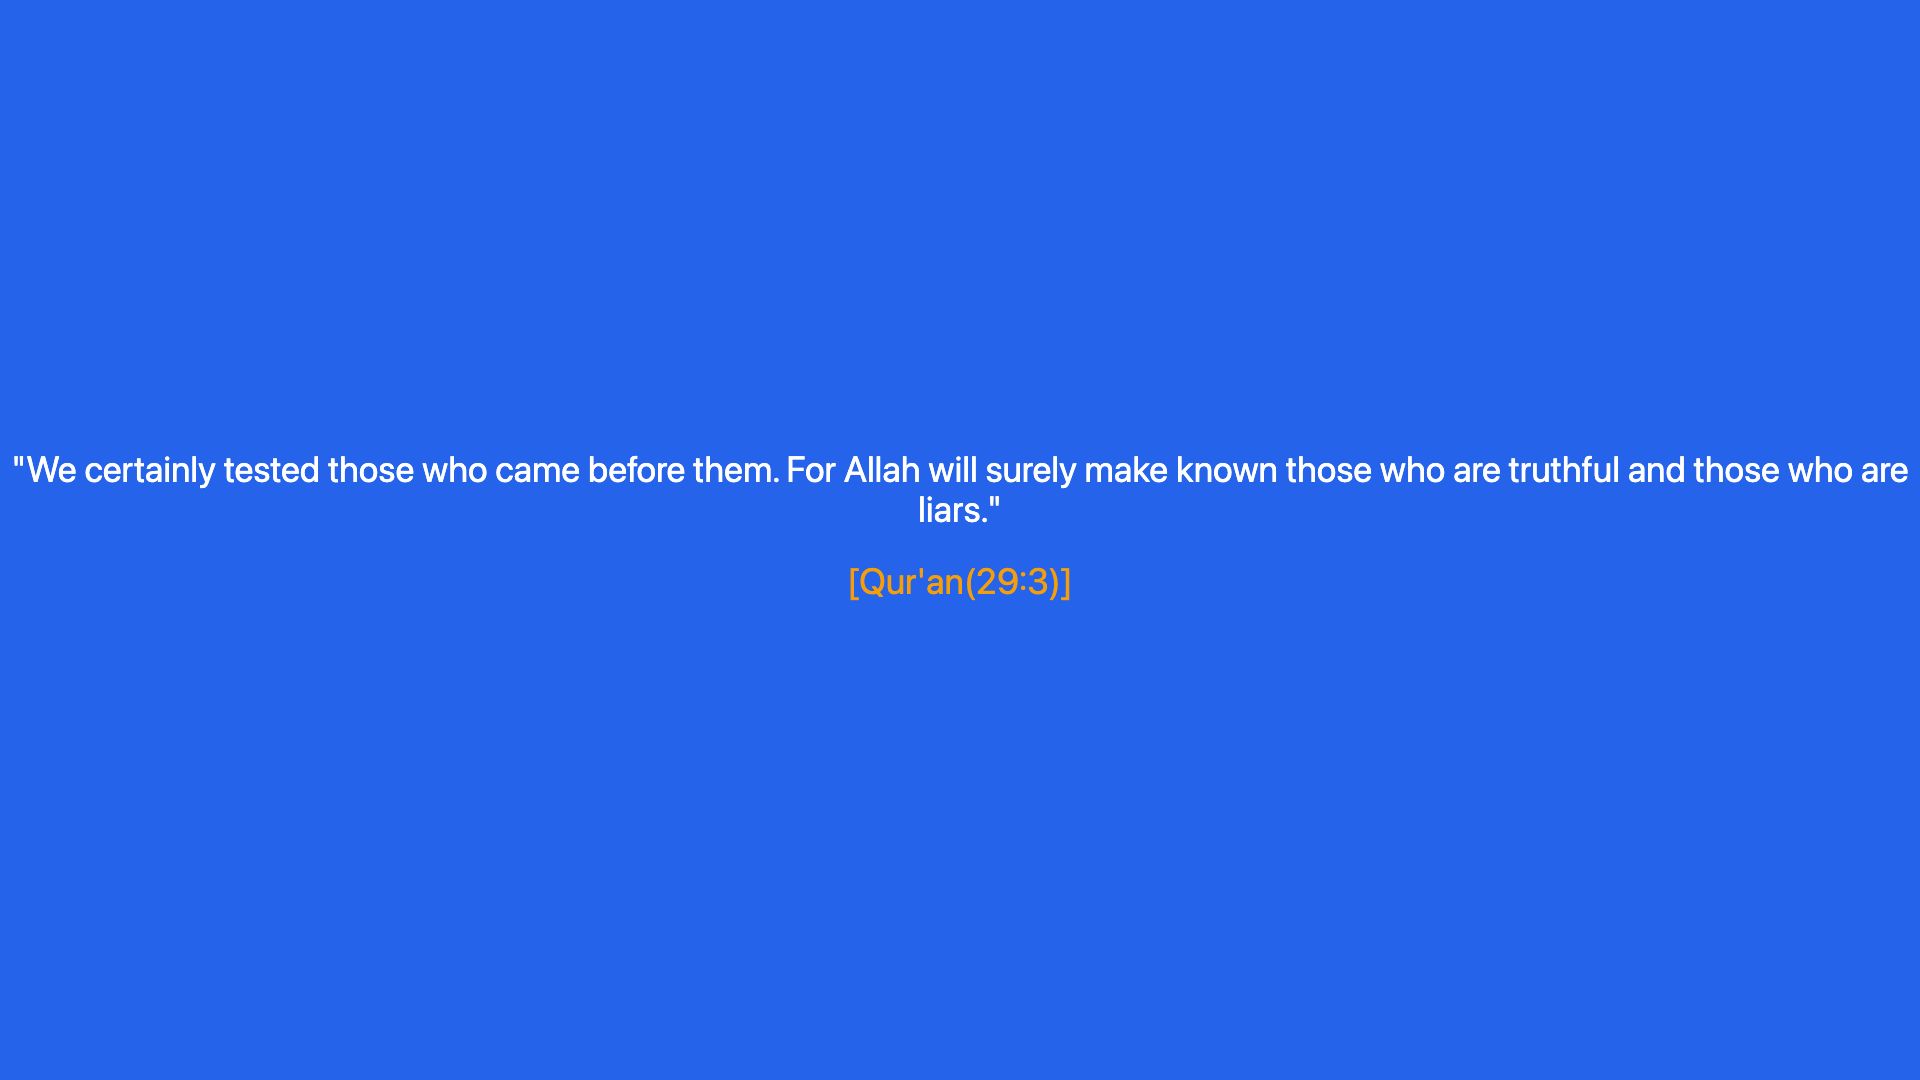 "We certainly tested those who came before them. For Allah will surely make known those who are truthful and those who are
liars."
[Qur'an(29:3)]